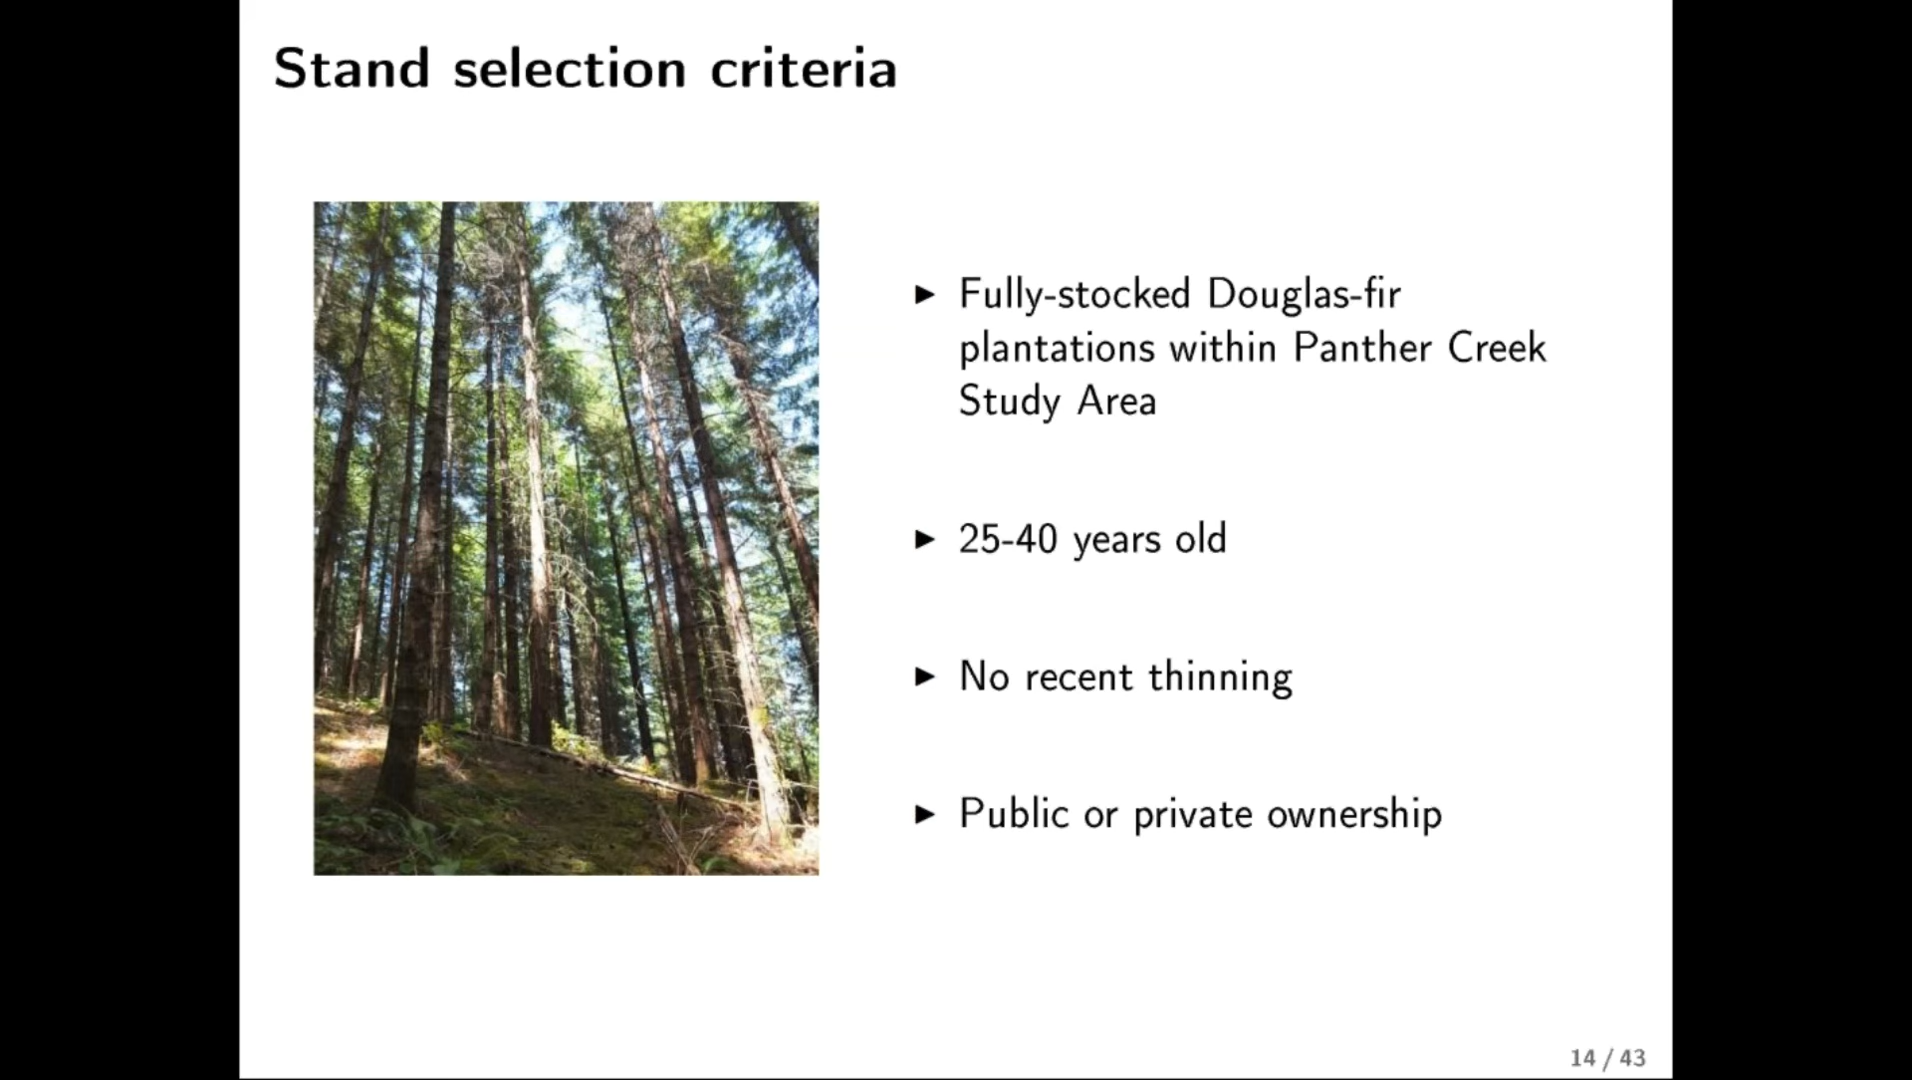 Stand selection criteria
▶ Fully-stocked Douglas-fir
plantations within Panther Creek
Study Area
▶ 25-40 years old
▶ No recent thinning
▶ Public or private ownership
14 / 43